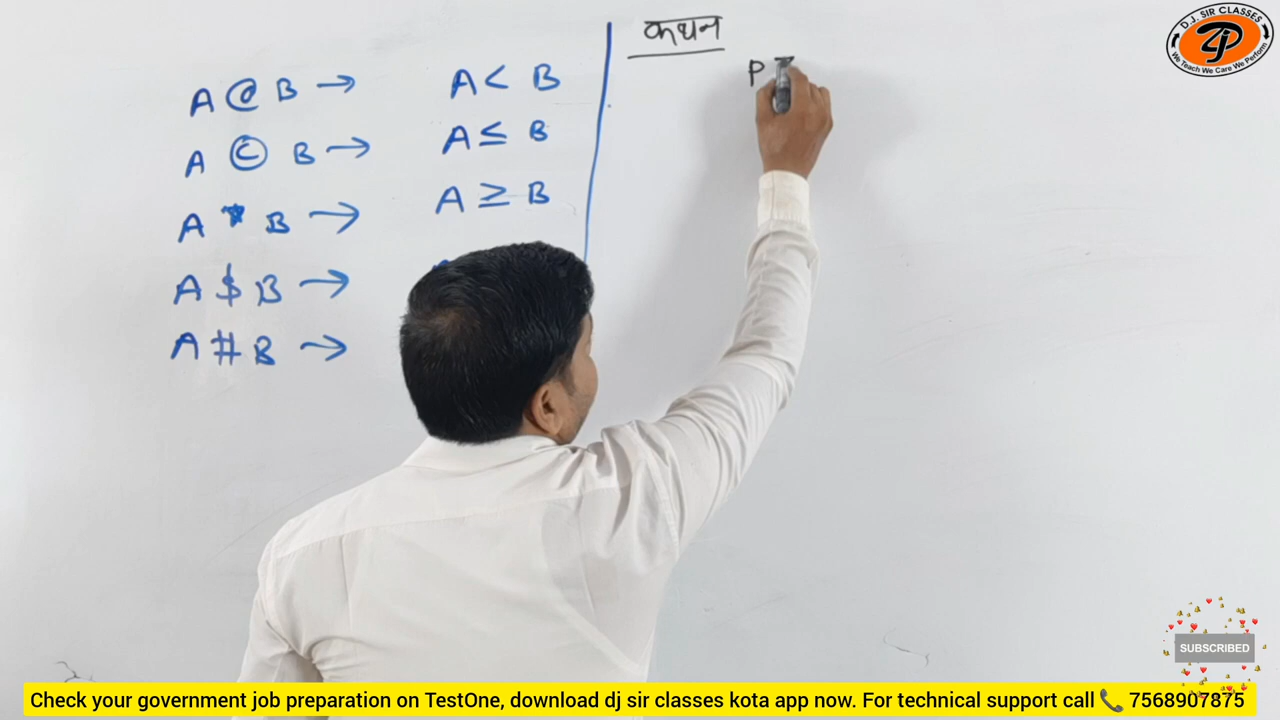 A @ B → A < B
A © B → A ≤ B
A * B → A ≥ B
A $ B →
A # B →
कथन
P
D.J. SIR CLASSES
We Teach We Care We Perform
SUBSCRIBED
Check your government job preparation on TestOne, download dj sir classes kota app now. For technical support call 📞 7568907875